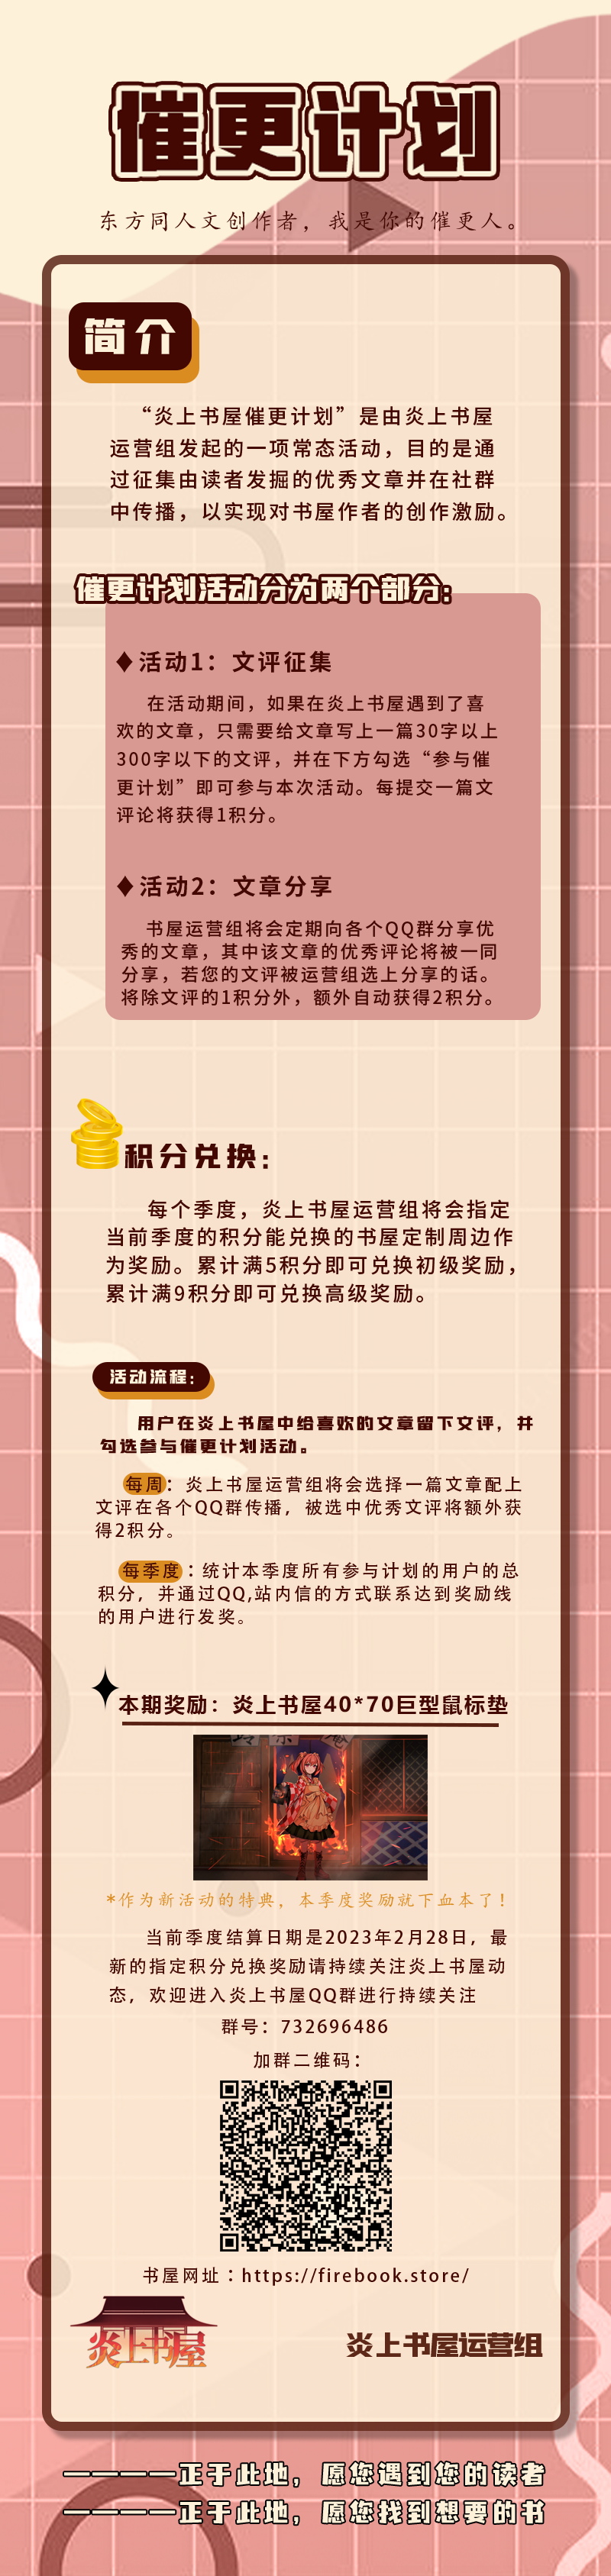 催更计划
东方同人文创作者，我是你的催更人。
简介
“炎上书屋催更计划”是由炎上书屋
运营组发起的一项常态活动，目的是通
过征集由读者发掘的优秀文章并在社群
中传播，以实现对书屋作者的创作激励。
催更计划活动分为两个部分：
♦活动1：文评征集
在活动期间，如果在炎上书屋遇到了喜
欢的文章，只需要给文章写上一篇30字以上
300字以下的文评，并在下方勾选“参与催
更计划”即可参与本次活动。每提交一篇文
评论将获得1积分。
♦活动2：文章分享
书屋运营组将会定期向各个QQ群分享优
秀的文章，其中该文章的优秀评论将被一同
分享，若您的文评被运营组选上分享的话。
将除文评的1积分外，额外自动获得2积分。
积分兑换：
每个季度，炎上书屋运营组将会指定
当前季度的积分能兑换的书屋定制周边作
为奖励。累计满5积分即可兑换初级奖励，
累计满9积分即可兑换高级奖励。
活动流程：
用户在炎上书屋中给喜欢的文章留下文评，并
勾选参与催更计划活动。
每周：炎上书屋运营组将会选择一篇文章配上
文评在各个QQ群传播，被选中优秀文评将额外获
得2积分。
每季度：统计本季度所有参与计划的用户的总
积分，并通过QQ,站内信的方式联系达到奖励线
的用户进行发奖。
本期奖励：炎上书屋40*70巨型鼠标垫
*作为新活动的特典，本季度奖励就下血本了！
当前季度结算日期是2023年2月28日，最
新的指定积分兑换奖励请持续关注炎上书屋动
态，欢迎进入炎上书屋QQ群进行持续关注
群号：732696486
加群二维码：
书屋网址：https://firebook.store/
炎上书屋
炎上书屋运营组
————正于此地，愿您遇到您的读者
————正于此地，愿您找到想要的书